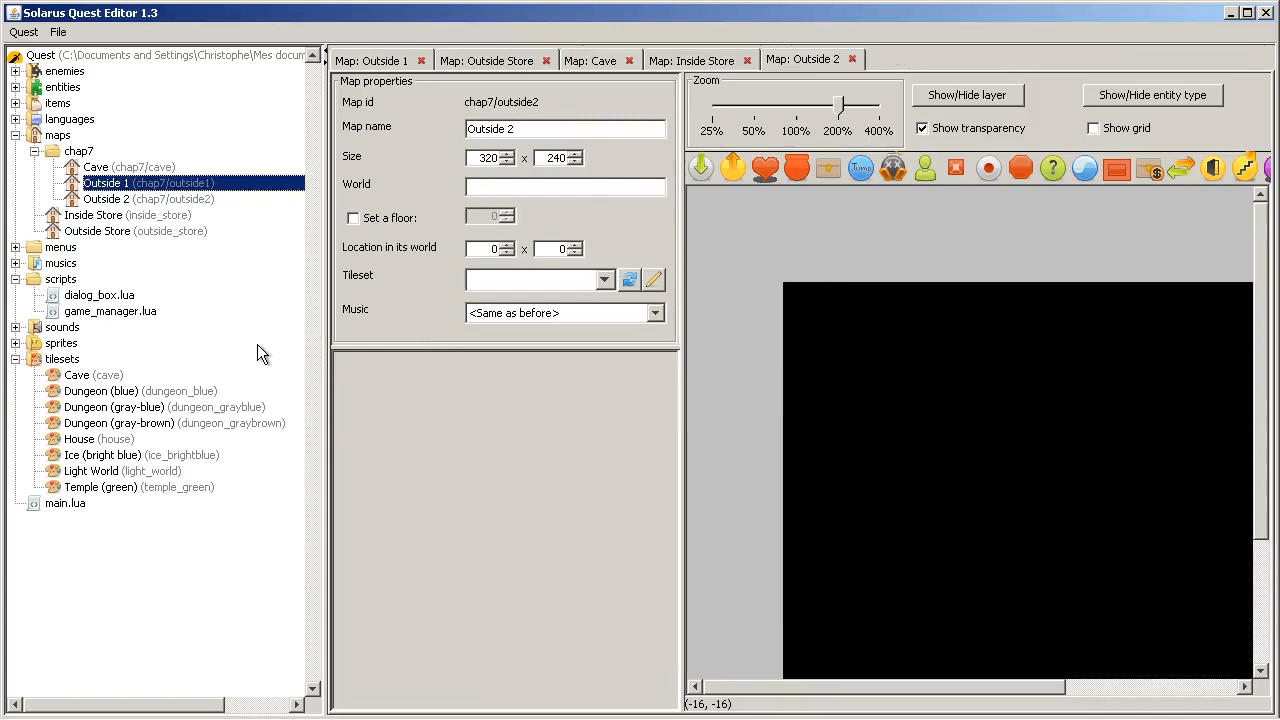 Solarus Quest Editor 1.3
Quest File
Quest (C:\Documents and Settings\Christophe\Mes docum
enemies
entities
items
languages
maps
chap7
Cave (chap7/cave)
Outside 1 (chap7/outside1)
Outside 2 (chap7/outside2)
Inside Store (inside_store)
Outside Store (outside_store)
menus
musics
scripts
dialog_box.lua
game_manager.lua
sounds
sprites
tilesets
Cave (cave)
Dungeon (blue) (dungeon_blue)
Dungeon (gray-blue) (dungeon_grayblue)
Dungeon (gray-brown) (dungeon_graybrown)
House (house)
Ice (bright blue) (ice_brightblue)
Light World (light_world)
Temple (green) (temple_green)
main.lua
Map: Outside 1 Map: Outside Store Map: Cave Map: Inside Store Map: Outside 2
Map properties
Map id chap7/outside2
Map name Outside 2
Size 320 x 240
World
Set a floor: 0
Location in its world 0 x 0
Tileset
Music <Same as before>
Zoom
25% 50% 100% 200% 400%
Show/Hide layer Show/Hide entity type
Show transparency Show grid
Jump
(-16, -16)